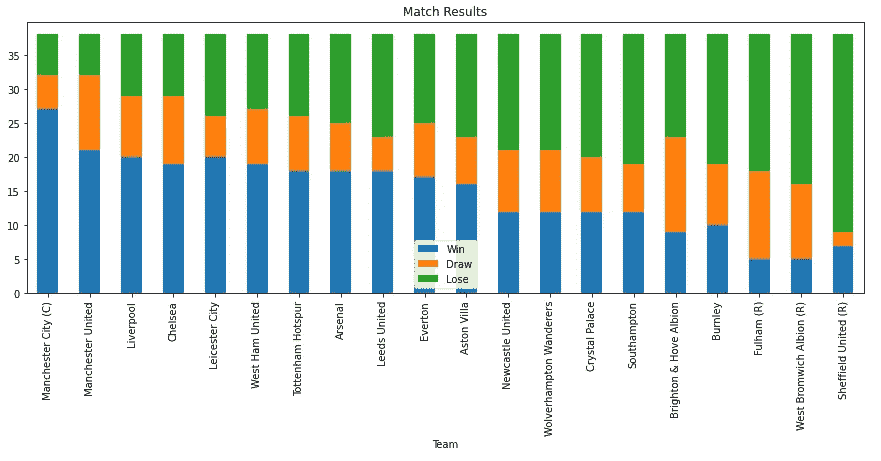 Match Results
35
30
25
20
15
10
5
0
Win
Draw
Lose
Manchester City (C)
Manchester United
Liverpool
Chelsea
Leicester City
West Ham United
Tottenham Hotspur
Arsenal
Leeds United
Everton
Aston Villa
Newcastle United
Wolverhampton Wanderers
Crystal Palace
Southampton
Brighton & Hove Albion
Burnley
Fulham (R)
West Bromwich Albion (R)
Sheffield United (R)
Team